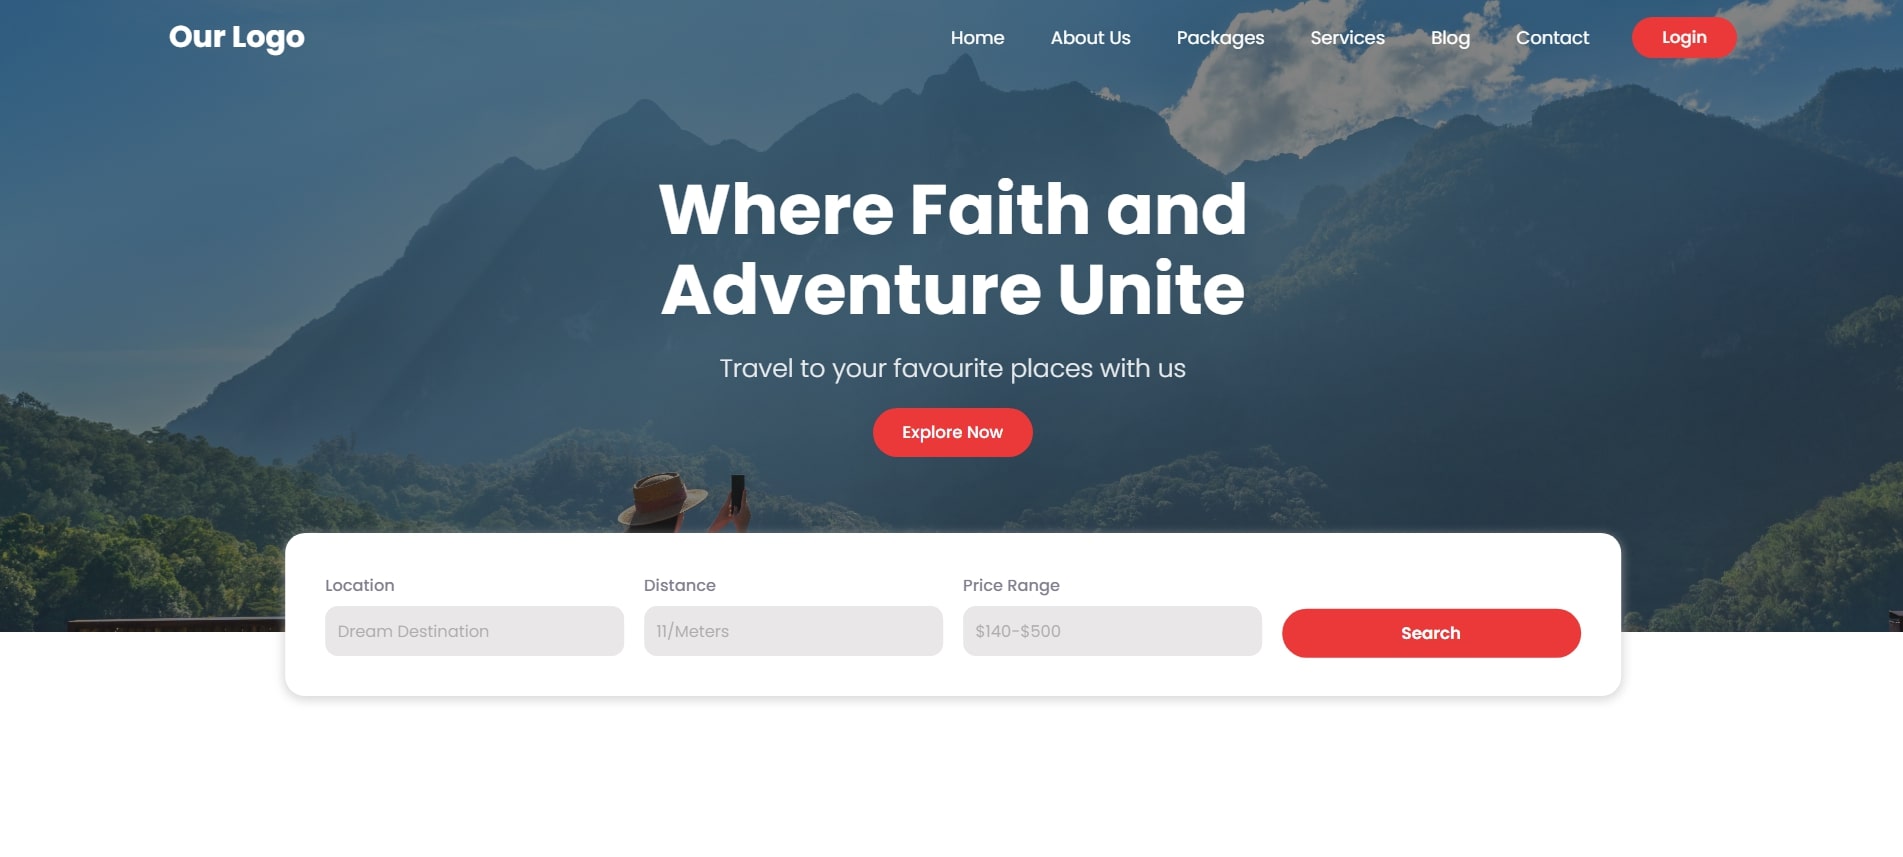 Our Logo
Home About Us Packages Services Blog Contact Login
Where Faith and
Adventure Unite
Travel to your favourite places with us
Explore Now
Location Distance Price Range
Dream Destination 11/Meters $140-$500 Search